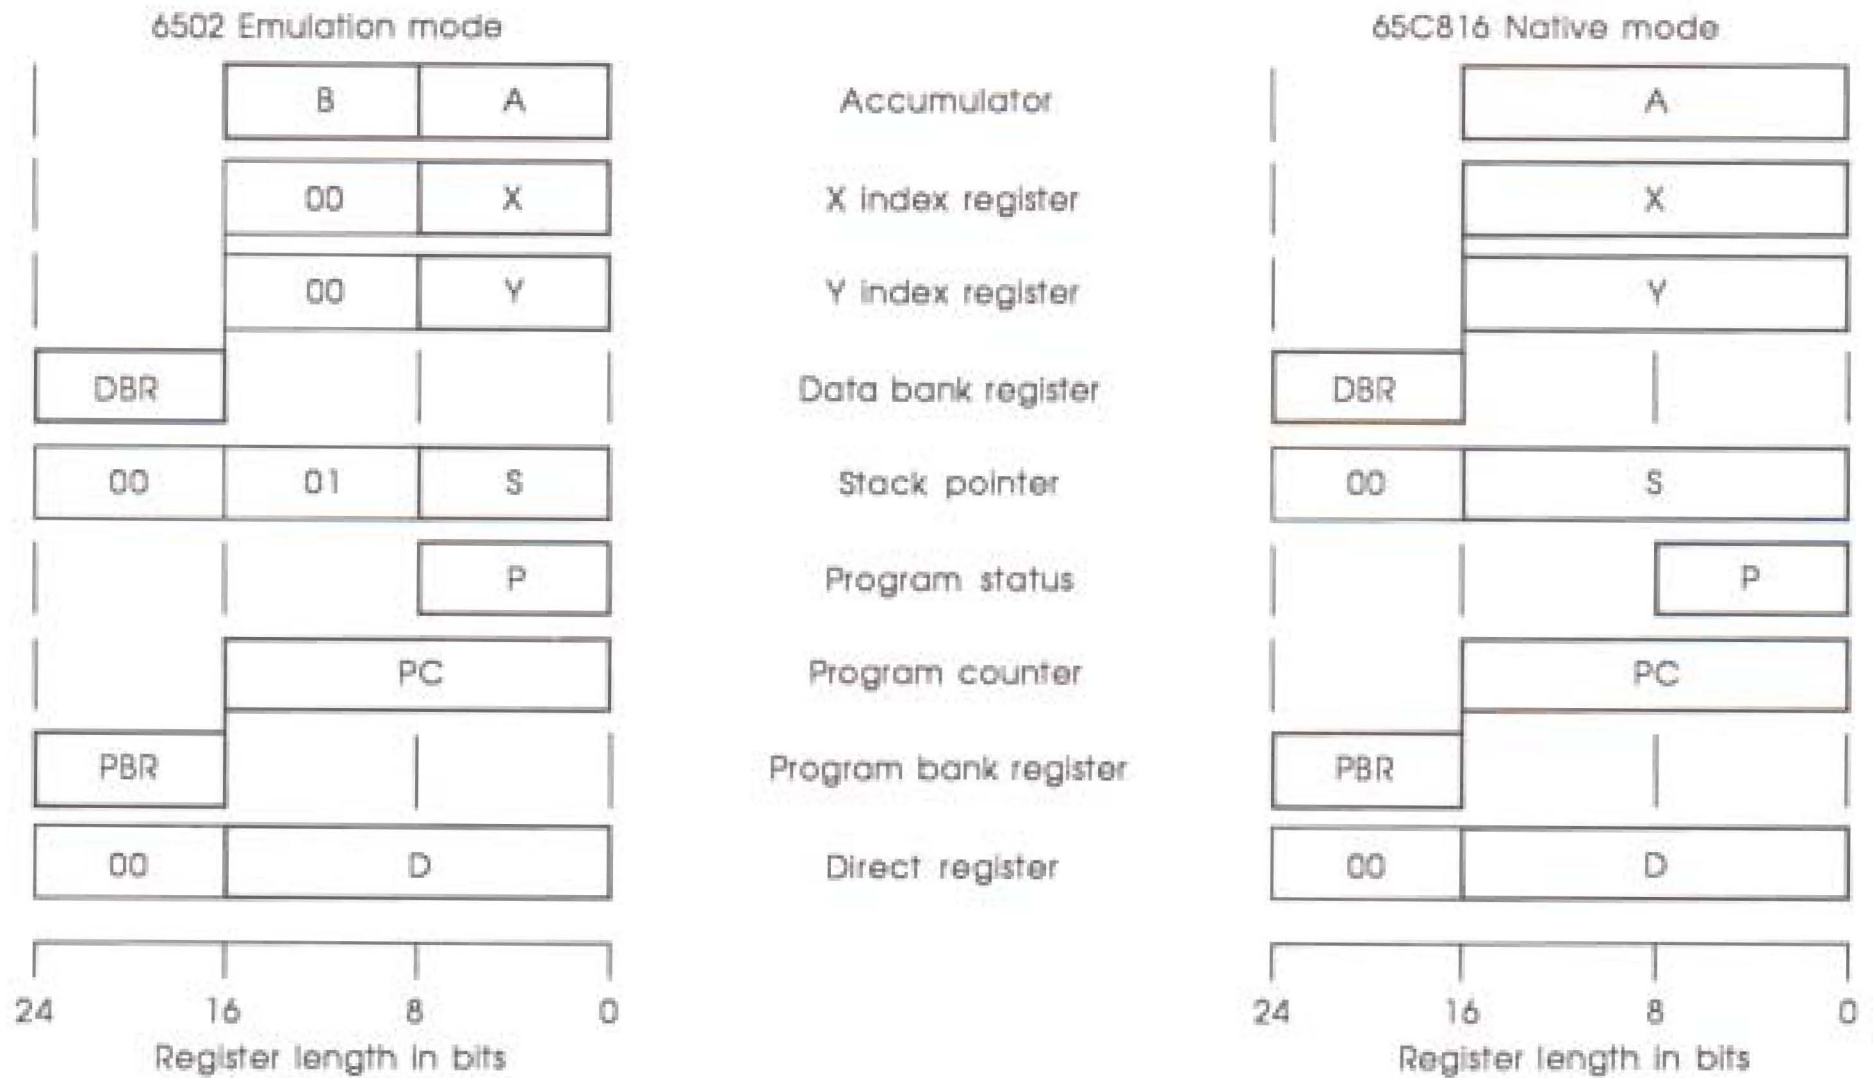 6502 Emulation mode
65C816 Native mode
B A Accumulator A
00 X X index register X
00 Y Y index register Y
DBR Data bank register DBR
00 01 S Stack pointer 00 S
P Program status P
PC Program counter PC
PBR Program bank register PBR
00 D Direct register 00 D
24 16 8 0
24 16 8 0
Register length in bits
Register length in bits